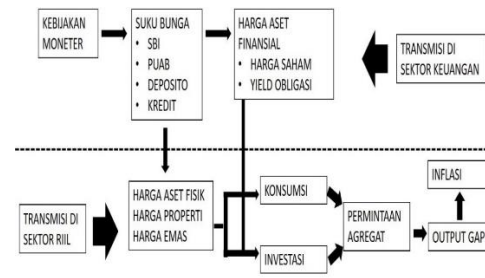 KEBIJAKAN
MONETER
SUKU BUNGA
• SBI
• PUAB
• DEPOSITO
• KREDIT
HARGA ASET
FINANSIAL
• HARGA SAHAM
• YIELD OBLIGASI
TRANSMISI DI
SEKTOR KEUANGAN
TRANSMISI DI
SEKTOR RIIL
HARGA ASET FISIK
HARGA PROPERTI
HARGA EMAS
KONSUMSI
INVESTASI
PERMINTAAN
AGREGAT
INFLASI
OUTPUT GAP